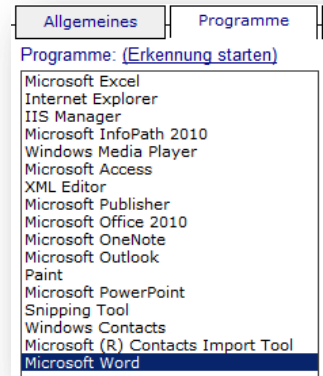 Allgemeines Programme
Programme: (Erkennung starten)
Microsoft Excel
Internet Explorer
IIS Manager
Microsoft InfoPath 2010
Windows Media Player
Microsoft Access
XML Editor
Microsoft Publisher
Microsoft Office 2010
Microsoft OneNote
Microsoft Outlook
Paint
Microsoft PowerPoint
Snipping Tool
Windows Contacts
Microsoft (R) Contacts Import Tool
Microsoft Word